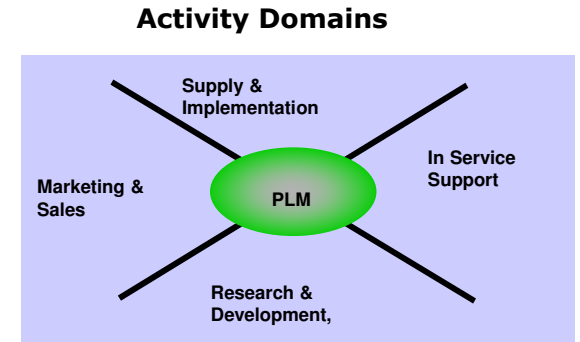 Activity Domains
Supply &
Implementation
In Service
Support
Marketing &
Sales
PLM
Research &
Development,